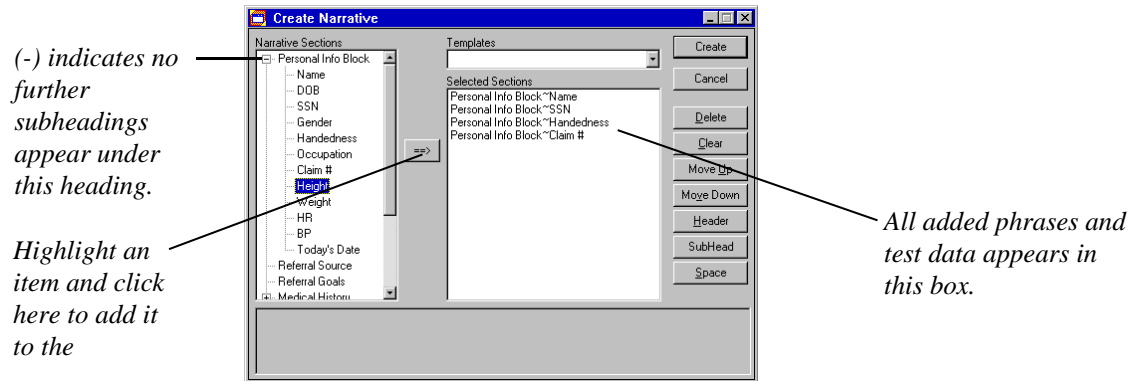 Create Narrative
(-) indicates no
further
subheadings
appear under
this heading.
Highlight an
item and click
here to add it
to the
Narrative Sections
Personal Info Block
Name
DOB
SSN
Gender
Handedness
Occupation
Claim #
Height
Weight
HR
BP
Today's Date
Referral Source
Referral Goals
Medical History
==>
Templates
Selected Sections
Personal Info Block~Name
Personal Info Block~SSN
Personal Info Block~Handedness
Personal Info Block~Claim #
Create
Cancel
Delete
Clear
Move Up
Move Down
Header
SubHead
Space
All added phrases and
test data appears in
this box.